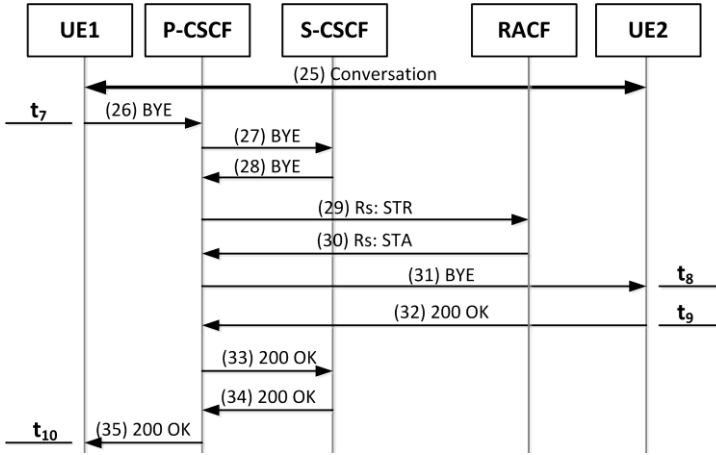 UE1 P-CSCF S-CSCF RACF UE2
(25) Conversation
t7 (26) BYE
(27) BYE
(28) BYE
(29) Rs: STR
(30) Rs: STA
(31) BYE t8
(32) 200 OK t9
(33) 200 OK
(34) 200 OK
t10 (35) 200 OK